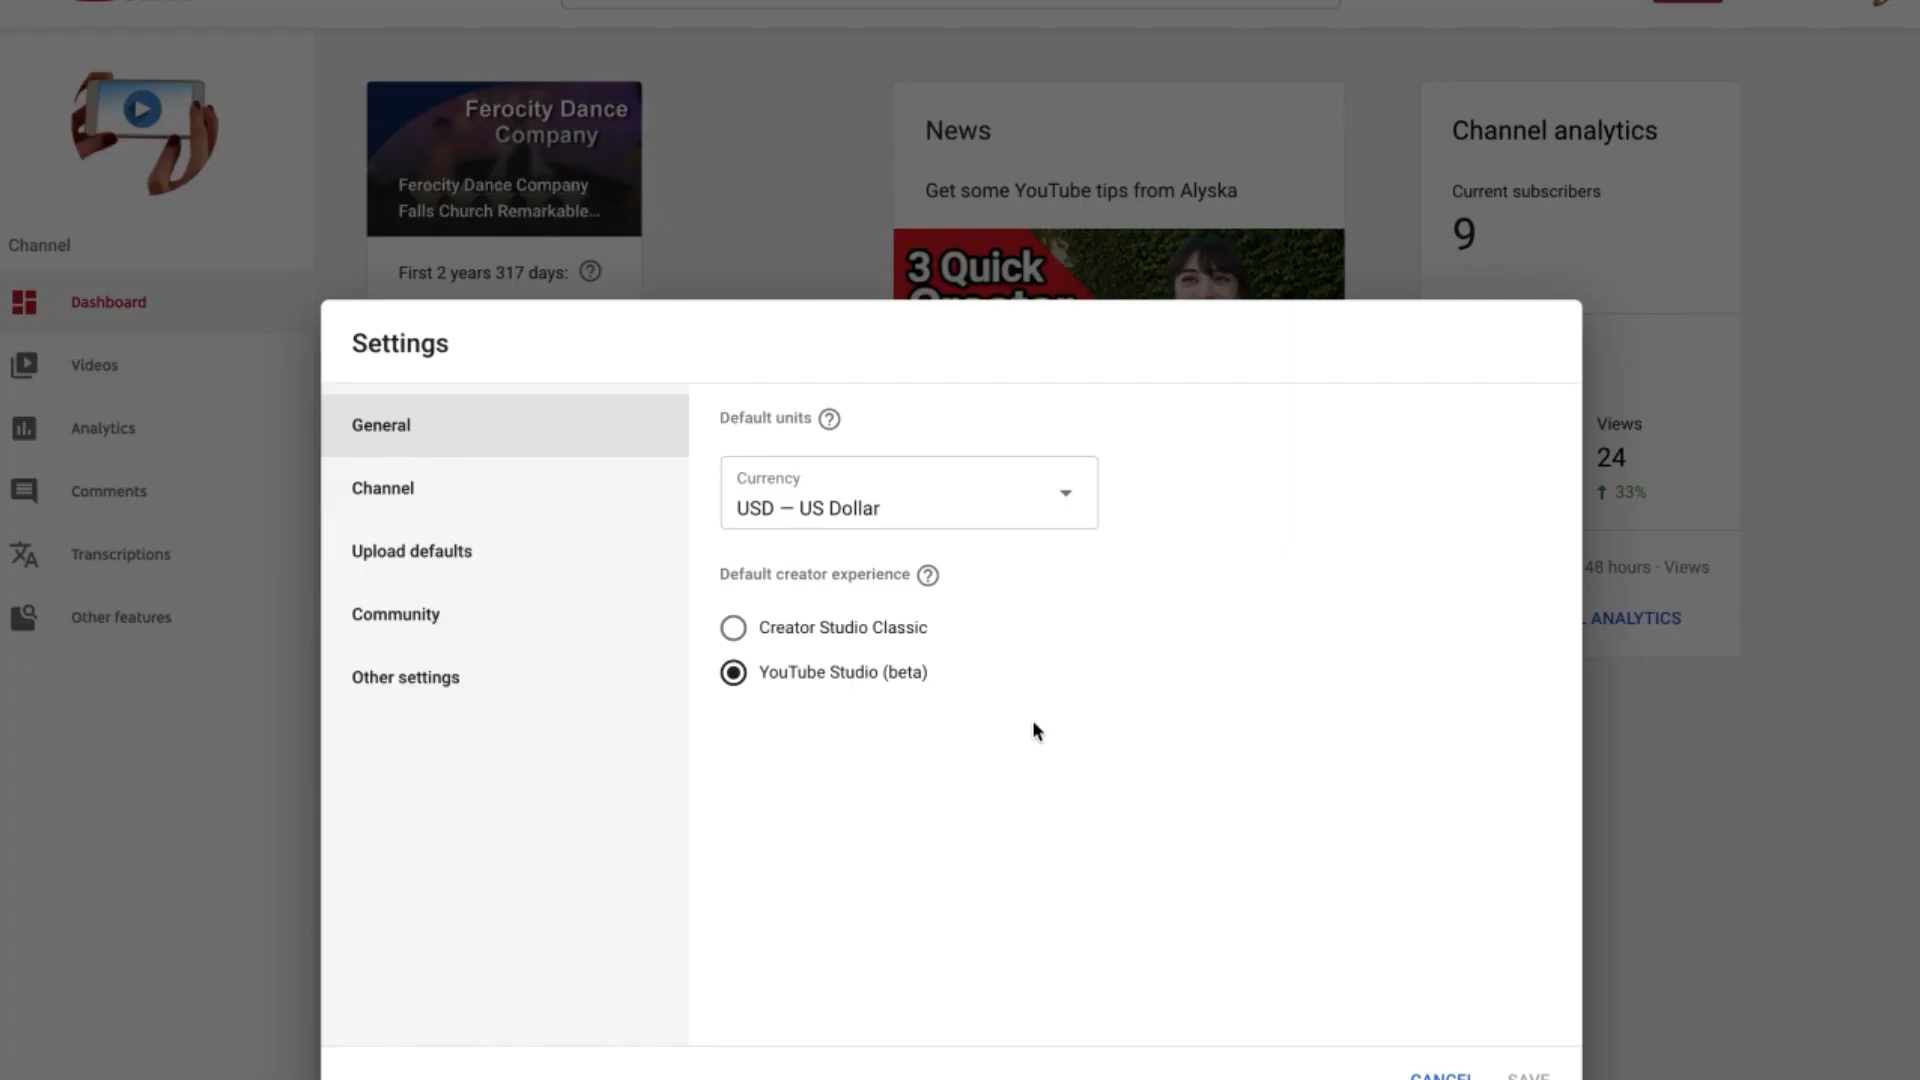 Ferocity Dance
Company
Ferocity Dance Company
Falls Church Remarkable...
First 2 years 317 days:
News
Get some YouTube tips from Alyska
3 Quick
Creator
Channel analytics
Current subscribers
9
Views
24
33%
48 hours · Views
ANALYTICS
Channel
Dashboard
Videos
Analytics
Comments
Transcriptions
Other features
Settings
General
Channel
Upload defaults
Community
Other settings
Default units
Currency
USD — US Dollar
Default creator experience
Creator Studio Classic
YouTube Studio (beta)
CANCEL
SAVE